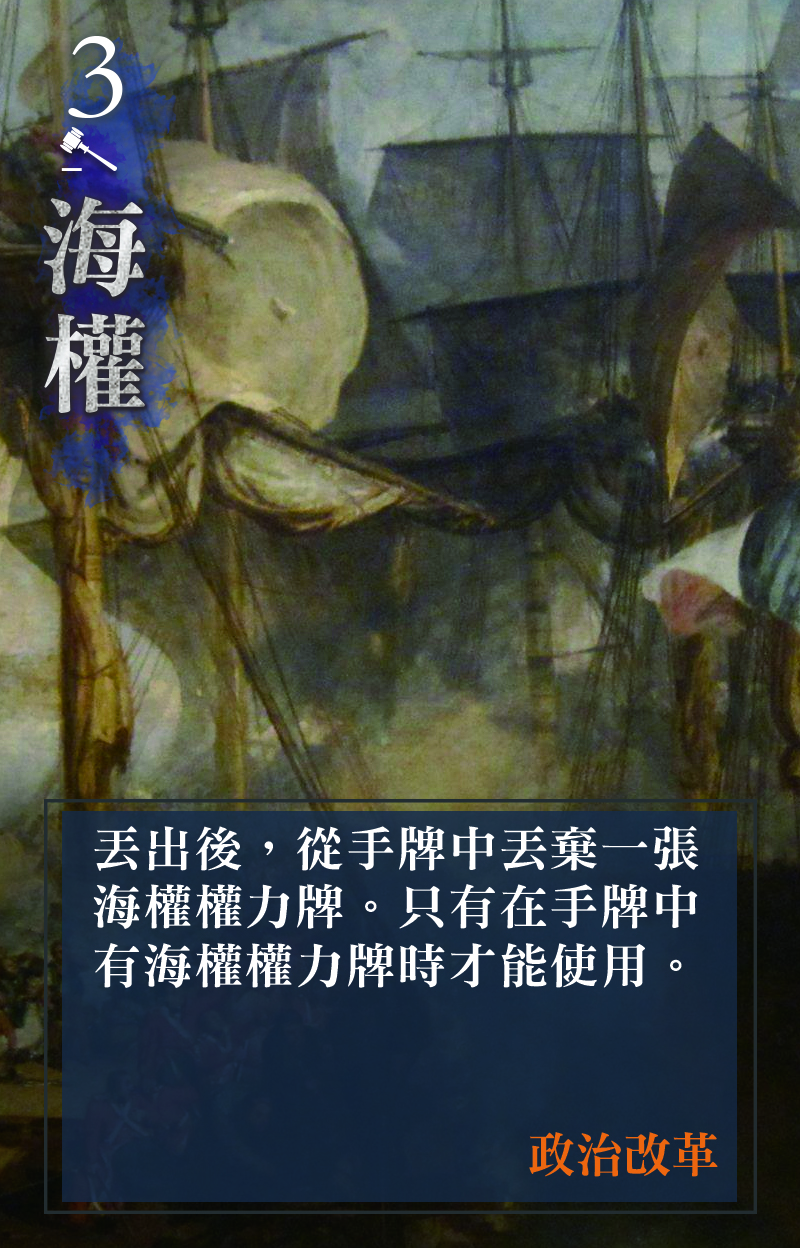 3
海權
丟出後，從手牌中丟棄一張
海權權力牌。只有在手牌中
有海權權力牌時才能使用。
政治改革